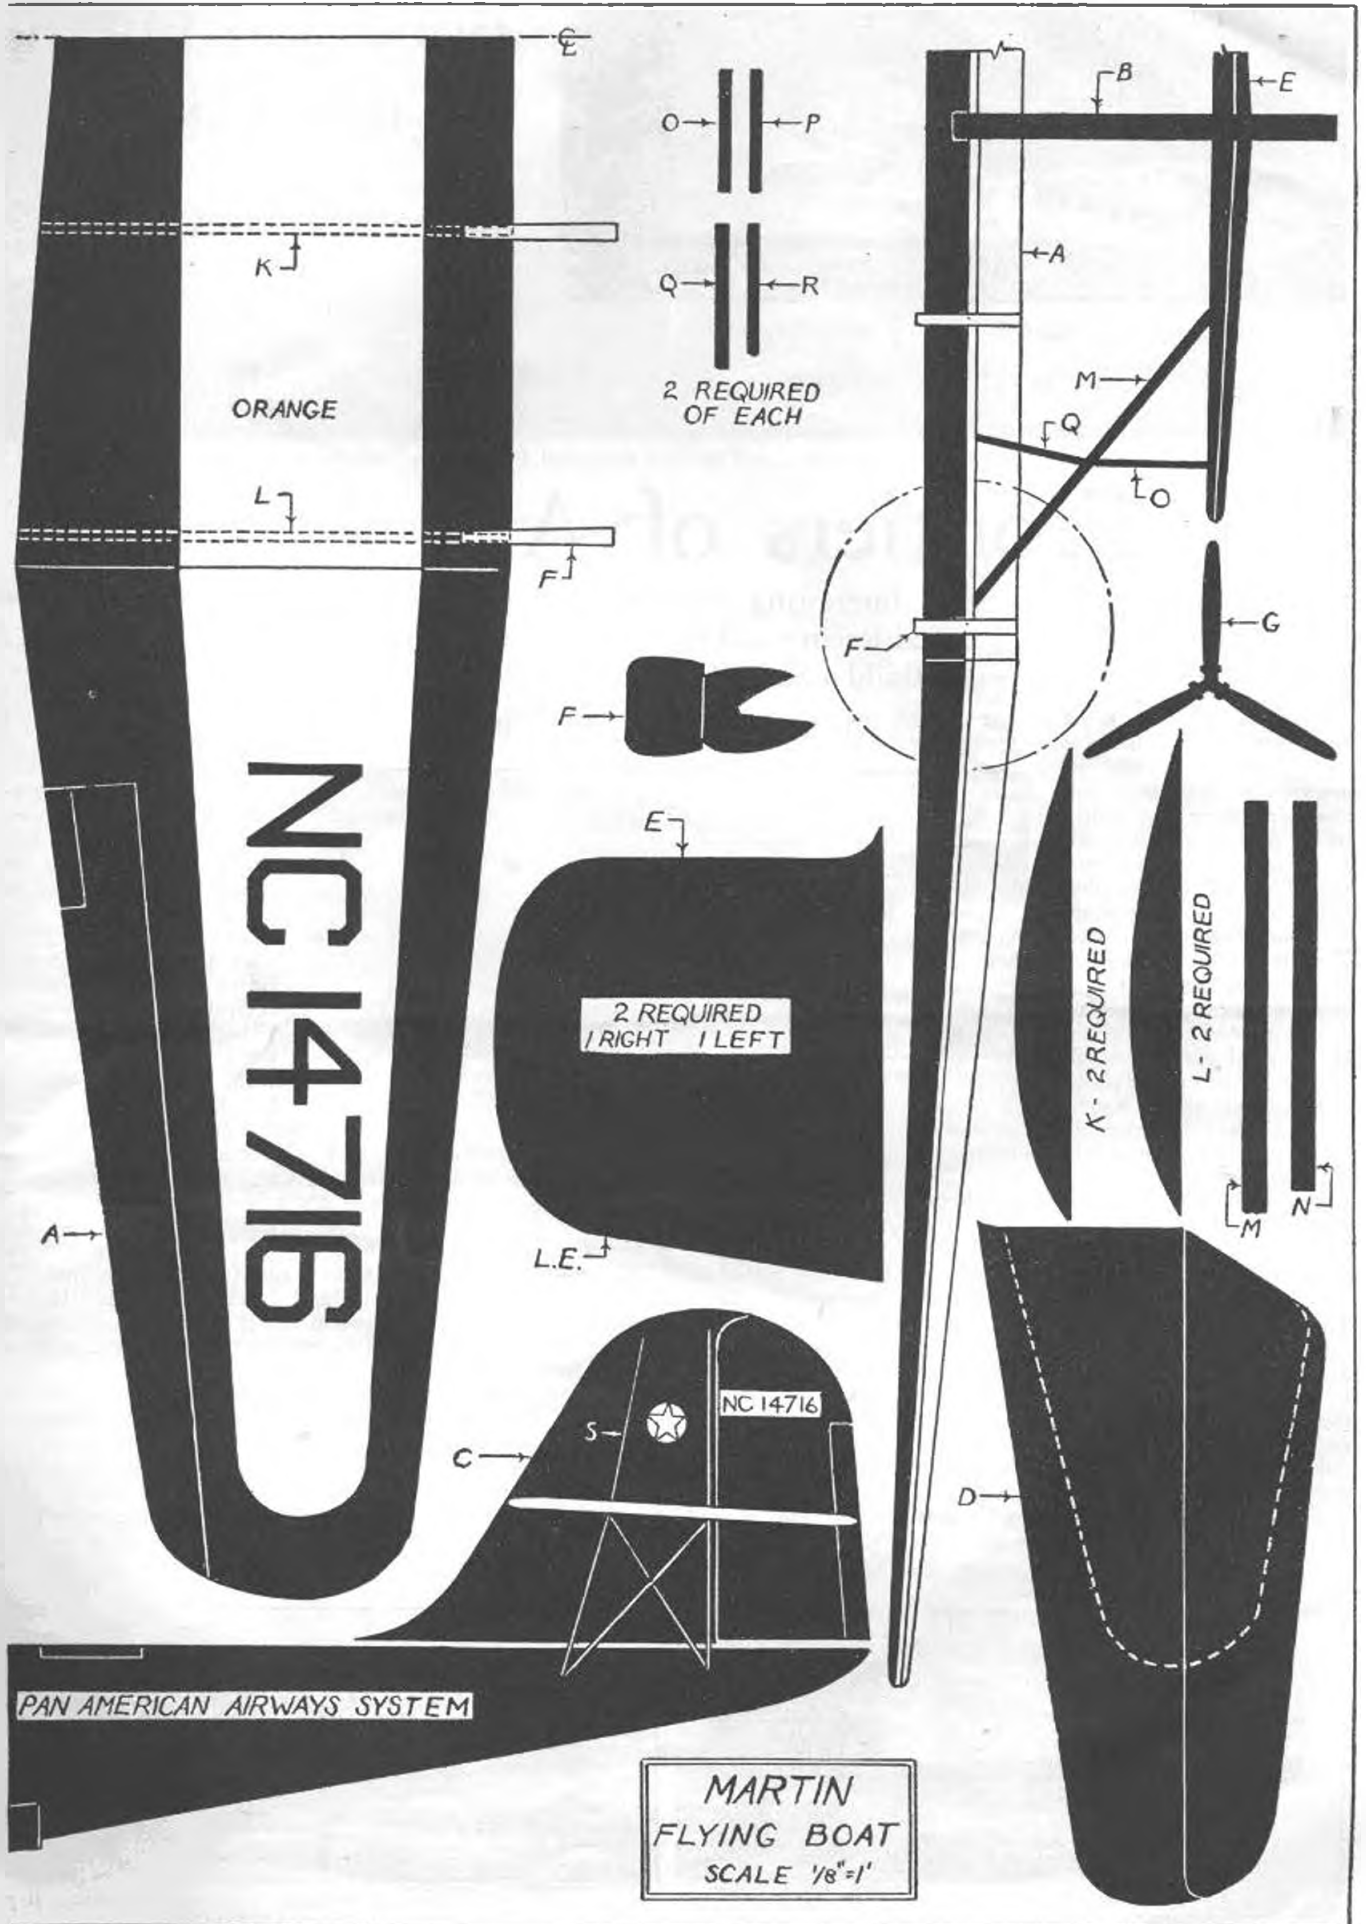 ℄
O
P
B
E
K
Q
R
A
2 REQUIRED
OF EACH
M
ORANGE
Q
L
O
F
F
G
F
E
NC 14716
2 REQUIRED
1 RIGHT 1 LEFT
K - 2 REQUIRED
L - 2 REQUIRED
M
N
A
L.E.
NC 14716
S
C
D
PAN AMERICAN AIRWAYS SYSTEM
MARTIN
FLYING BOAT
SCALE 1/8"=1'